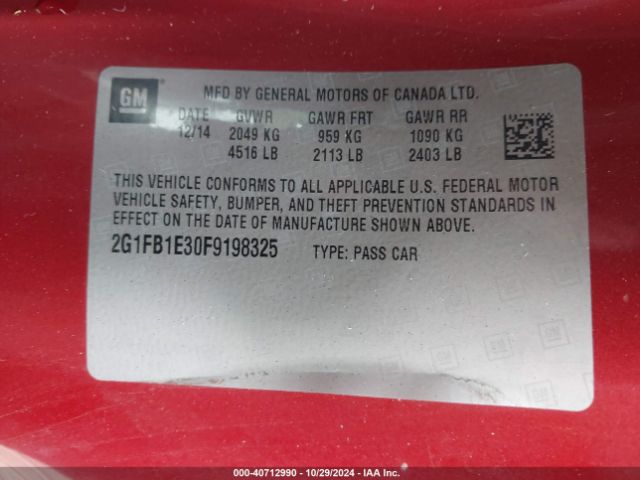 GM
MFD BY GENERAL MOTORS OF CANADA LTD.
DATE GVWR GAWR FRT GAWR RR
12/14 2049 KG 959 KG 1090 KG
4516 LB 2113 LB 2403 LB
THIS VEHICLE CONFORMS TO ALL APPLICABLE U.S. FEDERAL MOTOR
VEHICLE SAFETY, BUMPER, AND THEFT PREVENTION STANDARDS IN
EFFECT ON THE DATE OF MANUFACTURE SHOWN ABOVE.
2G1FB1E30F9198325 TYPE: PASS CAR
000-40712990 • 10/29/2024 • IAA Inc.